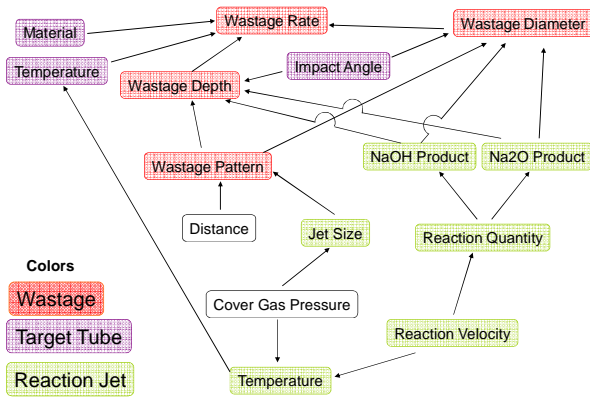 Wastage Rate
Wastage Diameter
Material
Temperature
Impact Angle
Wastage Depth
NaOH Product
Na2O Product
Wastage Pattern
Distance
Jet Size
Reaction Quantity
Colors
Wastage
Cover Gas Pressure
Target Tube
Reaction Velocity
Reaction Jet
Temperature